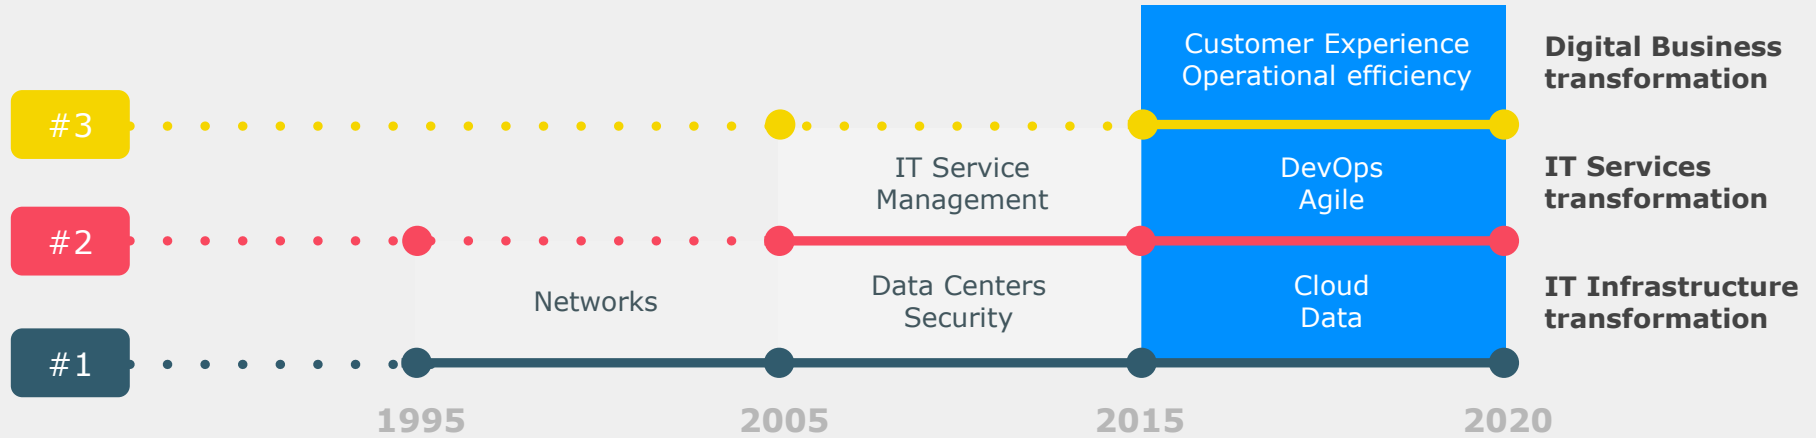 Customer Experience
Operational efficiency
Digital Business
transformation
#3
IT Service
Management
DevOps
Agile
IT Services
transformation
#2
Networks
Data Centers
Security
Cloud
Data
IT Infrastructure
transformation
#1
1995
2005
2015
2020